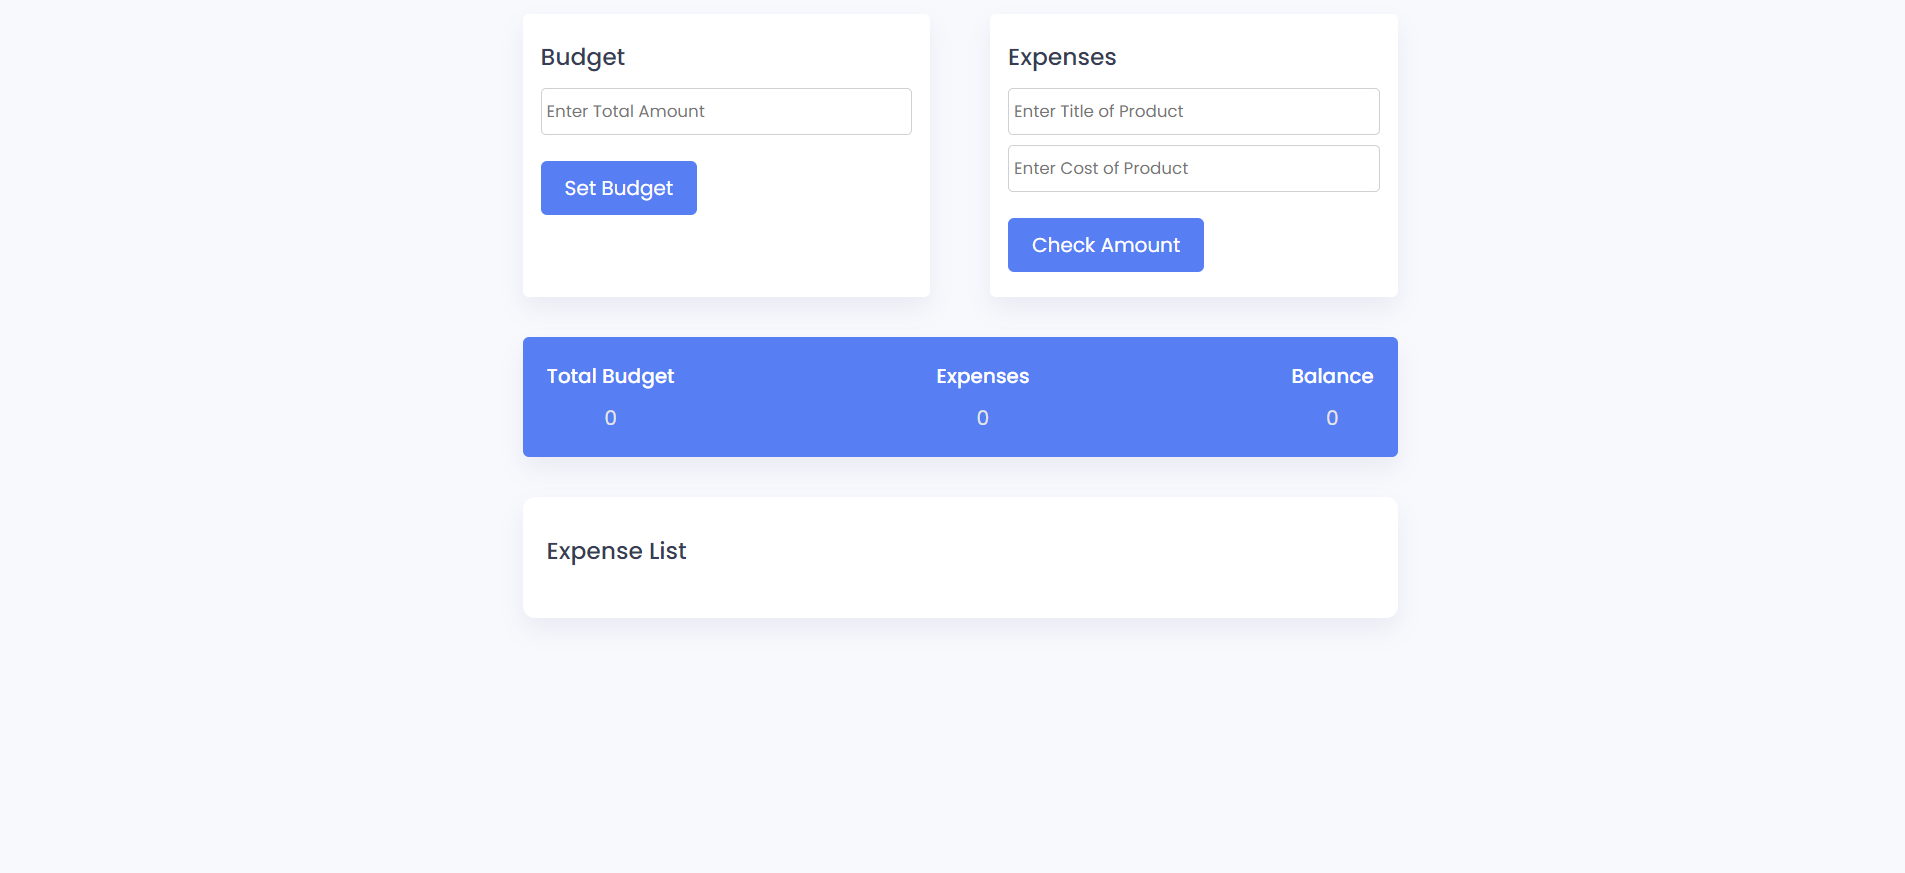 Budget
Enter Total Amount
Set Budget
Expenses
Enter Title of Product
Enter Cost of Product
Check Amount
Total Budget
0
Expenses
0
Balance
0
Expense List